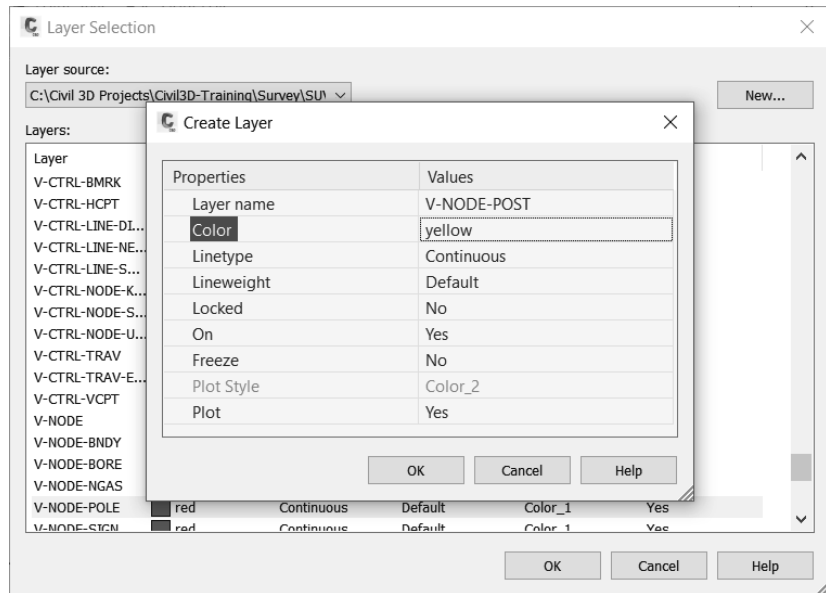 Layer Selection
Layer source:
C:\Civil 3D Projects\Civil3D-Training\Survey\SU
New...
Layers:
Layer
V-CTRL-BMRK
V-CTRL-HCPT
V-CTRL-LINE-DI...
V-CTRL-LINE-NE...
V-CTRL-LINE-S...
V-CTRL-NODE-K...
V-CTRL-NODE-S...
V-CTRL-NODE-U...
V-CTRL-TRAV
V-CTRL-TRAV-E...
V-CTRL-VCPT
V-NODE
V-NODE-BNDY
V-NODE-BORE
V-NODE-NGAS
V-NODE-POLE red Continuous Default Color_1 Yes
V-NODE-SIGN red Continuous Default Color_1 Yes
Create Layer
Properties Values
Layer name V-NODE-POST
Color yellow
Linetype Continuous
Lineweight Default
Locked No
On Yes
Freeze No
Plot Style Color_2
Plot Yes
OK Cancel Help
OK Cancel Help